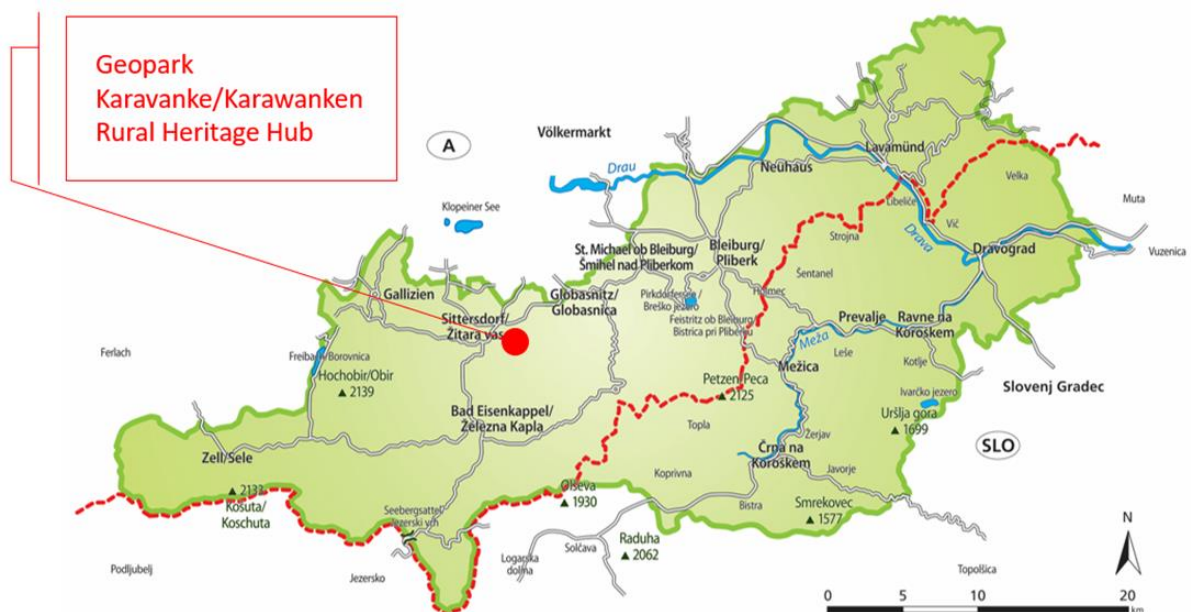 Geopark
Karavanke/Karawanken
Rural Heritage Hub
A
Völkermarkt
Drau
Klopeiner See
Neuhaus
Lavamünd
Velka
Muta
Libeliče
Vič
Drava
Dravograd
Vuzenica
Strojna
Šentanel
St. Michael ob Bleiburg/
Šmihel nad Pliberkom
Bleiburg/
Pliberk
Holmec
Pirkdorfersee /
Breško jezero
Feistritz ob Bleiburg/
Bistrica pri Pliberku
Gallizien
Globasnitz/
Globasnica
Sittersdorf/
Žitara vas
Prevalje
Ravne na
Koroškem
Meža
Leše
Kotlje
Mežica
Ferlach
Freibach/Borovnica
Hochobir/Obir
▲ 2139
Petzen/Peca
▲ 2125
Ivarčko jezero
Slovenj Gradec
Uršlja gora
▲ 1699
SLO
Bad Eisenkappel/
Železna Kapla
Topla
Žerjav
Črna na
Koroškem
Zell/Sele
▲ 2133
Košuta/
Koschuta
Koprivna
Javorje
Bistra
Smrekovec
▲ 1577
Olševa
▲ 1930
Seebergsattel/
Jezerski vrh
Raduha
▲ 2062
Solčava
Logarska
dolina
Podljubelj
Jezersko
Topolšica
N
0 5 10 20
km